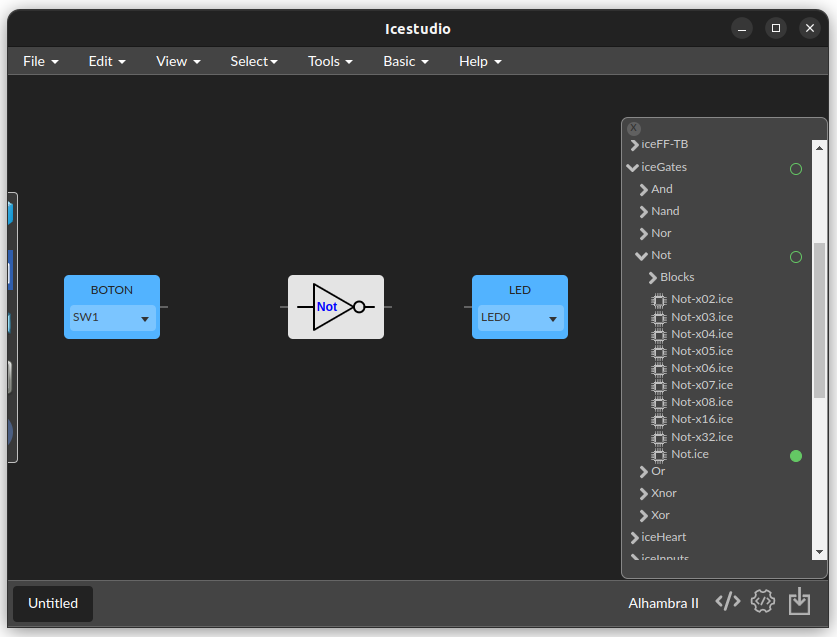 Icestudio
File Edit View Select Tools Basic Help
BOTON
SW1
Not
LED
LED0
iceFF-TB
iceGates
And
Nand
Nor
Not
Blocks
Not-x02.ice
Not-x03.ice
Not-x04.ice
Not-x05.ice
Not-x06.ice
Not-x07.ice
Not-x08.ice
Not-x16.ice
Not-x32.ice
Not.ice
Or
Xnor
Xor
iceHeart
iceInputs
Untitled
Alhambra II